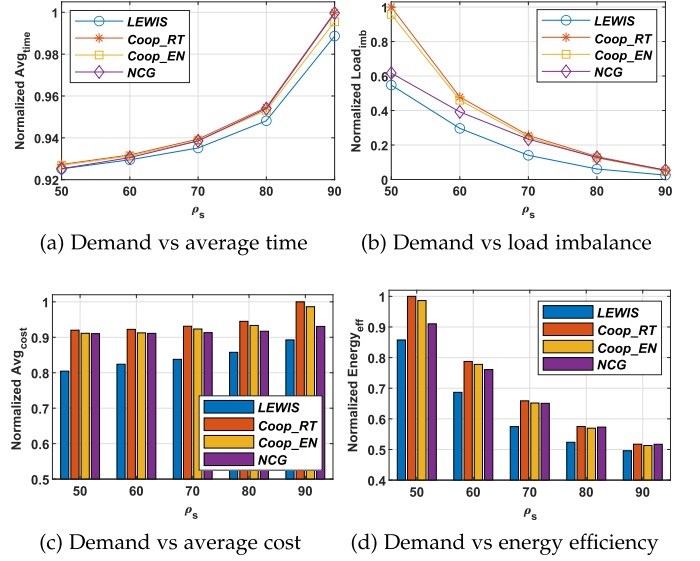 Normalized Avg_time
1
0.98
0.96
0.94
0.92
50 60 70 80 90
ρ_s
LEWIS
Coop_RT
Coop_EN
NCG
(a) Demand vs average time
Normalized Load_imb
1
0.8
0.6
0.4
0.2
0
50 60 70 80 90
ρ_s
LEWIS
Coop_RT
Coop_EN
NCG
(b) Demand vs load imbalance
Normalized Avg_cost
1
0.9
0.8
0.7
0.6
0.5
50 60 70 80 90
ρ_s
LEWIS
Coop_RT
Coop_EN
NCG
(c) Demand vs average cost
Normalized Energy_eff
1
0.9
0.8
0.7
0.6
0.5
0.4
50 60 70 80 90
ρ_s
LEWIS
Coop_RT
Coop_EN
NCG
(d) Demand vs energy efficiency